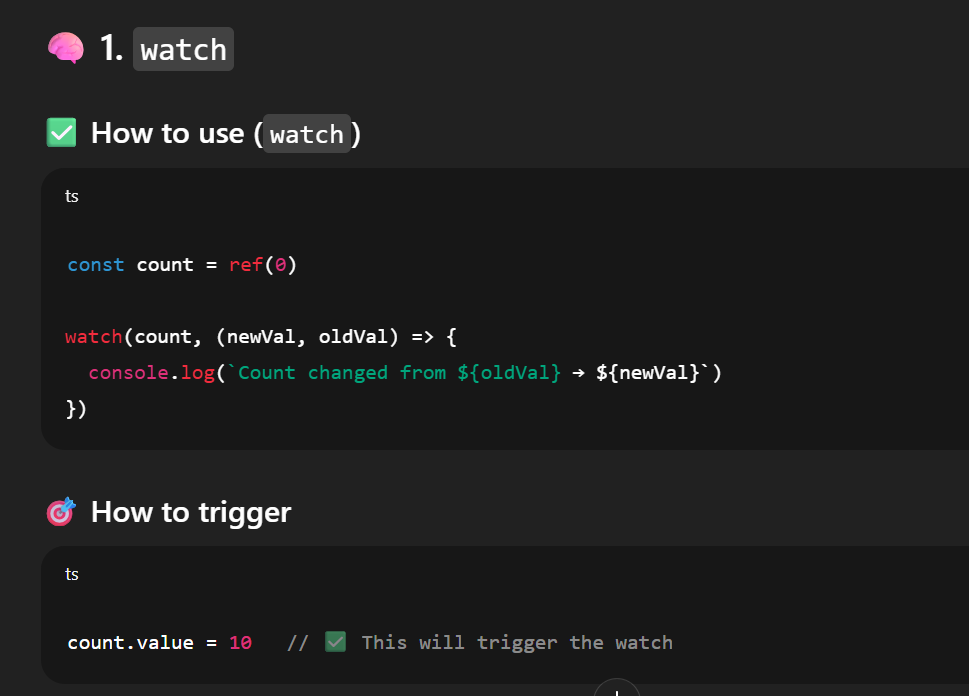 🧠 1. watch
✅ How to use (watch)
ts
const count = ref(0)
watch(count, (newVal, oldVal) => {
  console.log(`Count changed from ${oldVal} → ${newVal}`)
})
🎯 How to trigger
ts
count.value = 10   // ✅ This will trigger the watch